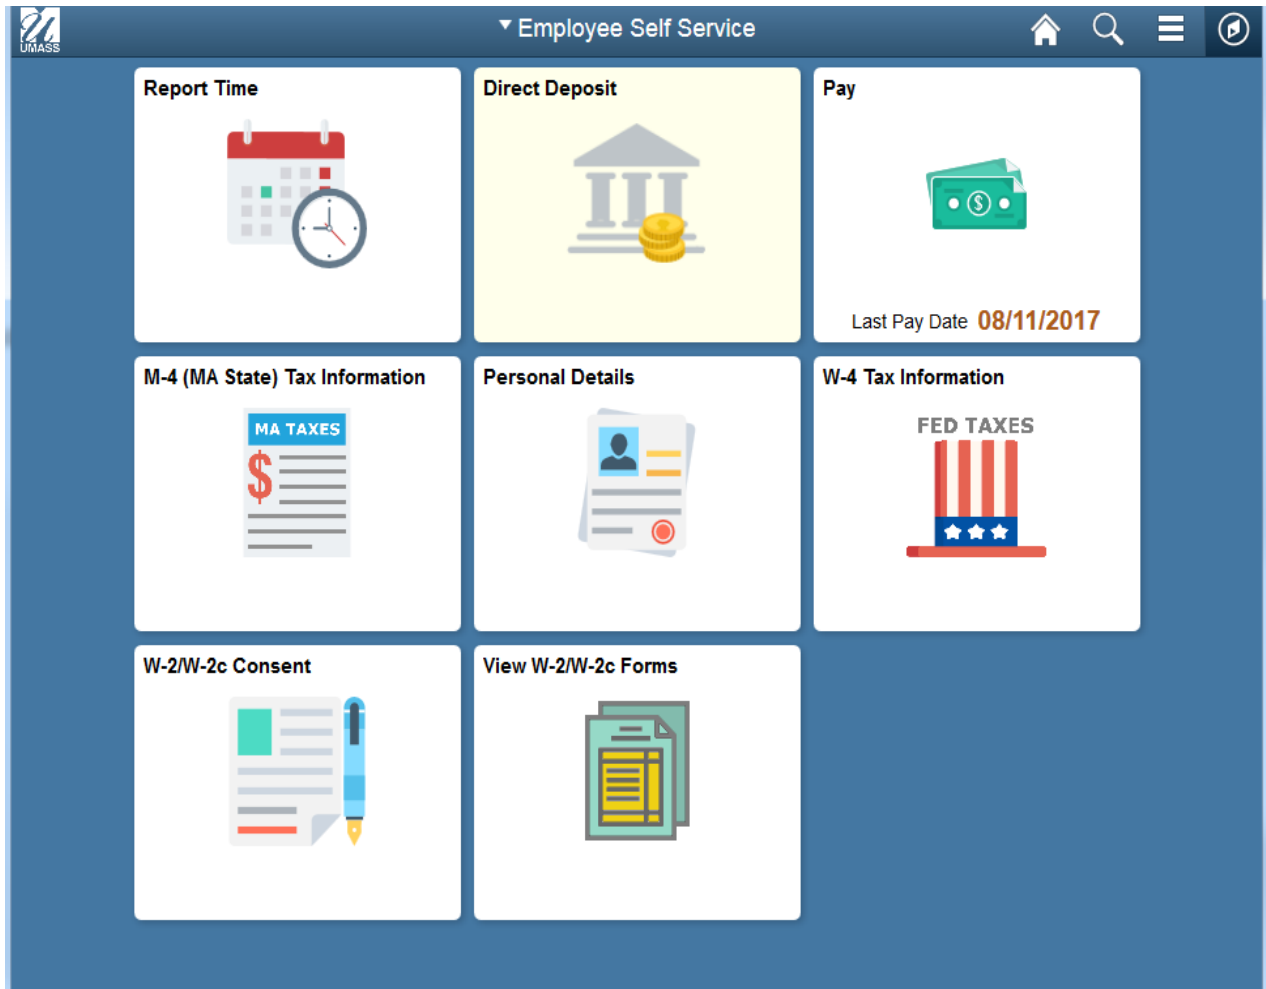 UMASS
Employee Self Service
Report Time
Direct Deposit
Pay
$
Last Pay Date 08/11/2017
M-4 (MA State) Tax Information
MA TAXES
$
Personal Details
W-4 Tax Information
FED TAXES
W-2/W-2c Consent
View W-2/W-2c Forms